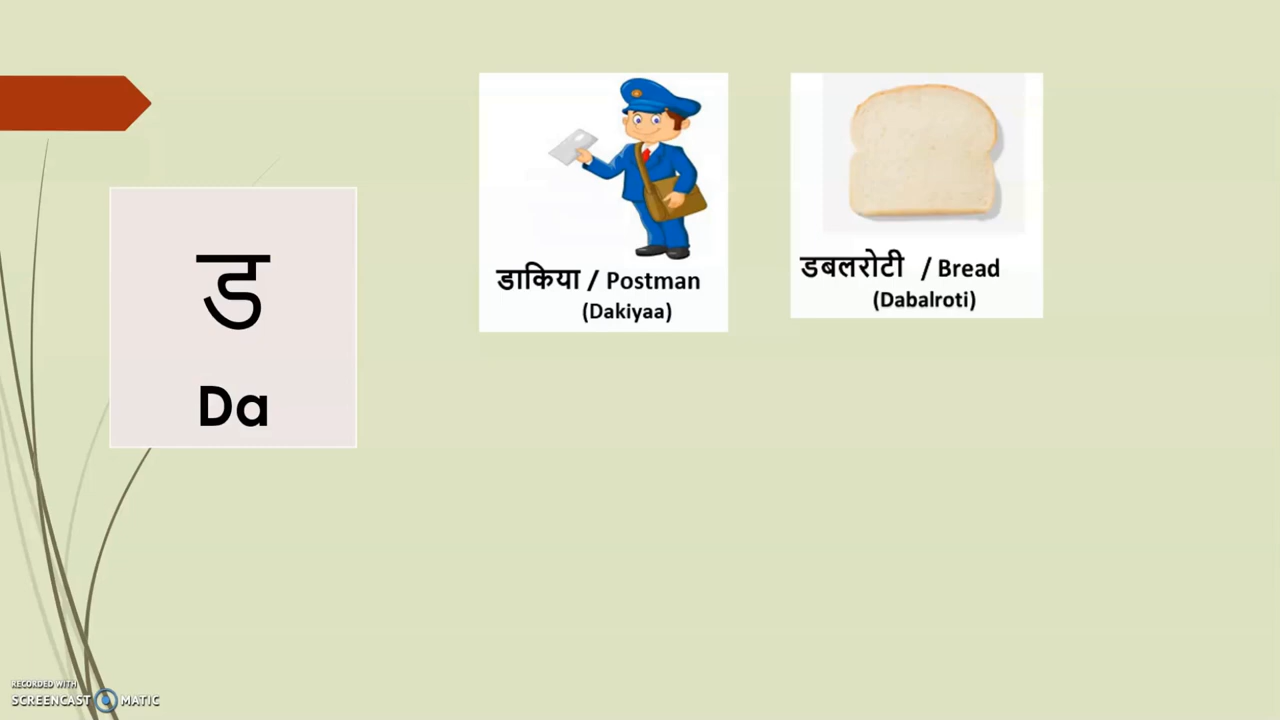 ड
Da
डाकिया / Postman
(Dakiyaa)
डबलरोटी / Bread
(Dabalroti)
RECORDED WITH
SCREENCAST MATIC